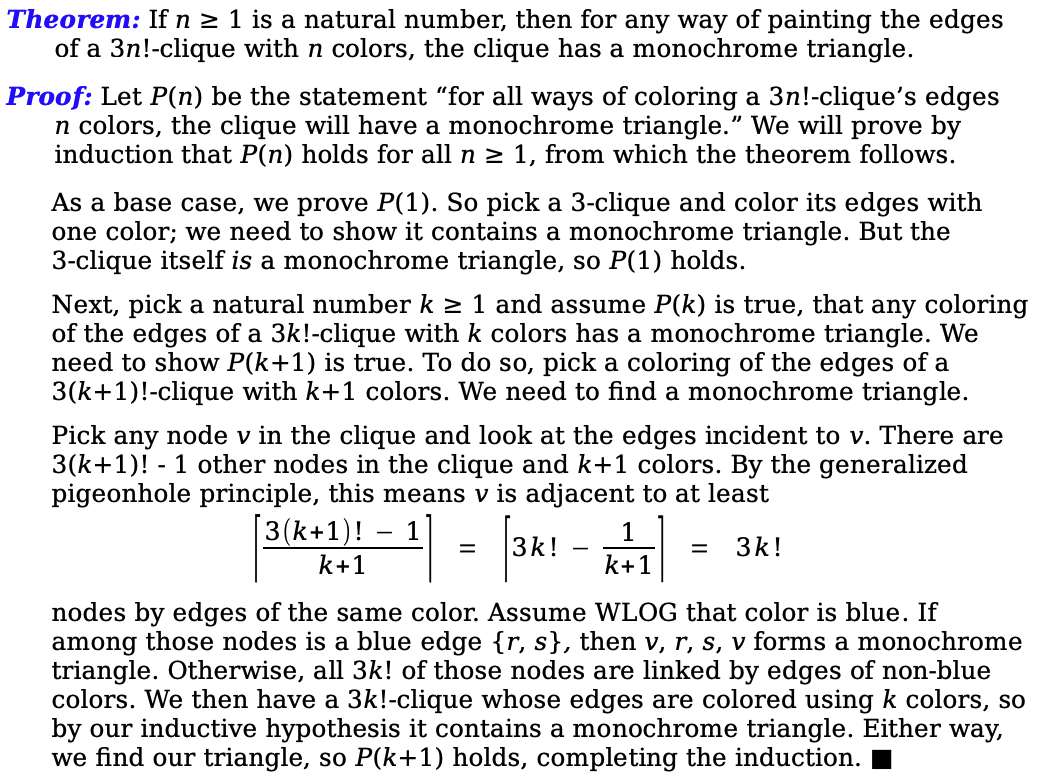 Theorem: If n ≥ 1 is a natural number, then for any way of painting the edges
of a 3n!-clique with n colors, the clique has a monochrome triangle.
Proof: Let P(n) be the statement “for all ways of coloring a 3n!-clique’s edges
n colors, the clique will have a monochrome triangle.” We will prove by
induction that P(n) holds for all n ≥ 1, from which the theorem follows.
As a base case, we prove P(1). So pick a 3-clique and color its edges with
one color; we need to show it contains a monochrome triangle. But the
3-clique itself is a monochrome triangle, so P(1) holds.
Next, pick a natural number k ≥ 1 and assume P(k) is true, that any coloring
of the edges of a 3k!-clique with k colors has a monochrome triangle. We
need to show P(k+1) is true. To do so, pick a coloring of the edges of a
3(k+1)!-clique with k+1 colors. We need to find a monochrome triangle.
Pick any node v in the clique and look at the edges incident to v. There are
3(k+1)! - 1 other nodes in the clique and k+1 colors. By the generalized
pigeonhole principle, this means v is adjacent to at least
⌈(3(k+1)! − 1)/(k+1)⌉ = ⌈3k! − 1/(k+1)⌉ = 3k!
nodes by edges of the same color. Assume WLOG that color is blue. If
among those nodes is a blue edge {r, s}, then v, r, s, v forms a monochrome
triangle. Otherwise, all 3k! of those nodes are linked by edges of non-blue
colors. We then have a 3k!-clique whose edges are colored using k colors, so
by our inductive hypothesis it contains a monochrome triangle. Either way,
we find our triangle, so P(k+1) holds, completing the induction. ■